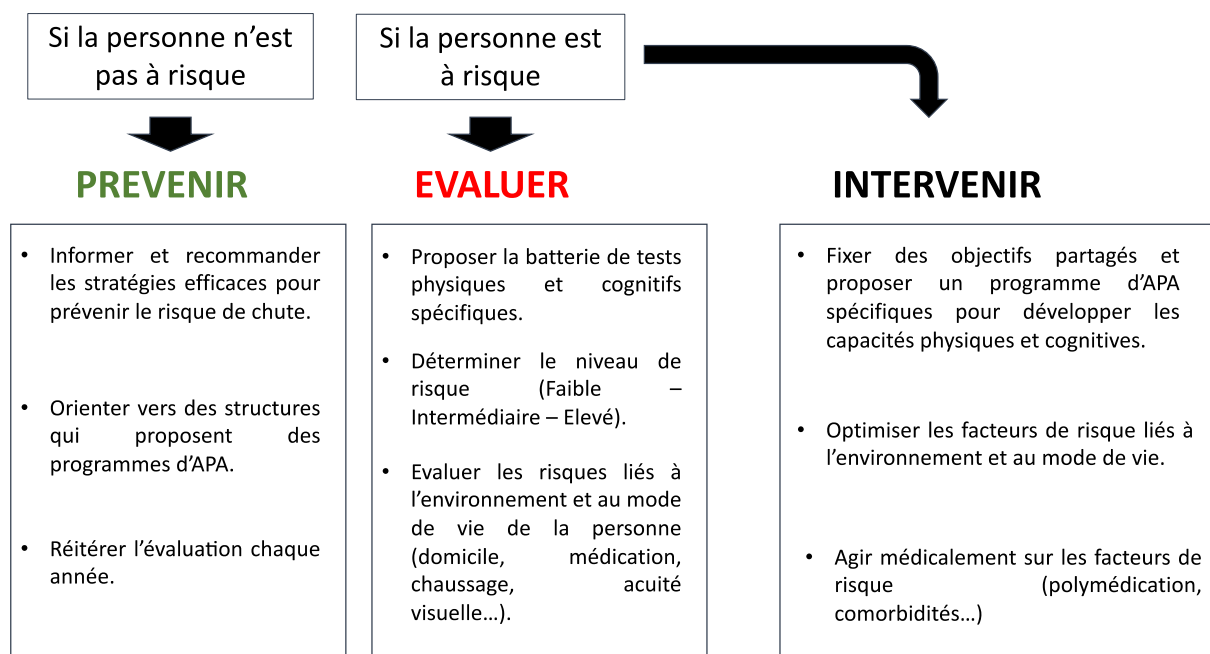 Si la personne n’est
pas à risque
Si la personne est
à risque
PREVENIR
EVALUER
INTERVENIR
• Informer et recommander
les stratégies efficaces pour
prévenir le risque de chute.
• Orienter vers des structures
qui proposent des
programmes d’APA.
• Réitérer l’évaluation chaque
année.
• Proposer la batterie de tests
physiques et cognitifs
spécifiques.
• Déterminer le niveau de
risque (Faible –
Intermédiaire – Elevé).
• Evaluer les risques liés à
l’environnement et au mode
de vie de la personne
(domicile, médication,
chaussage, acuité
visuelle…).
• Fixer des objectifs partagés et
proposer un programme d’APA
spécifiques pour développer les
capacités physiques et cognitives.
• Optimiser les facteurs de risque liés à
l’environnement et au mode de vie.
• Agir médicalement sur les facteurs de
risque (polymédication,
comorbidités…)